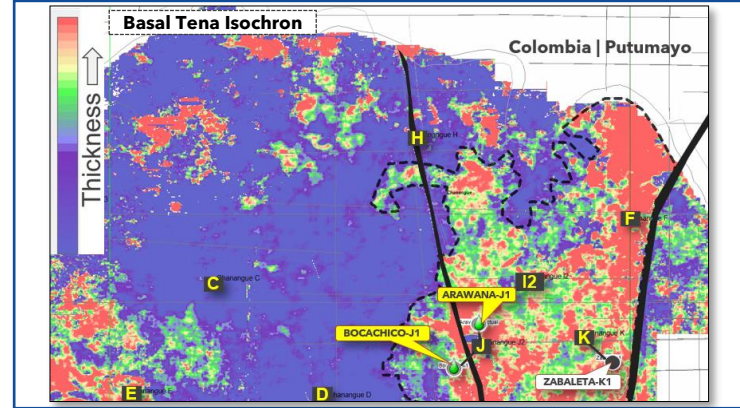 Basal Tena Isochron
Colombia | Putumayo
Thickness
H
F
C
I2
ARAWANA-J1
BOCACHICO-J1
J
K
ZABALETA-K1
E
D